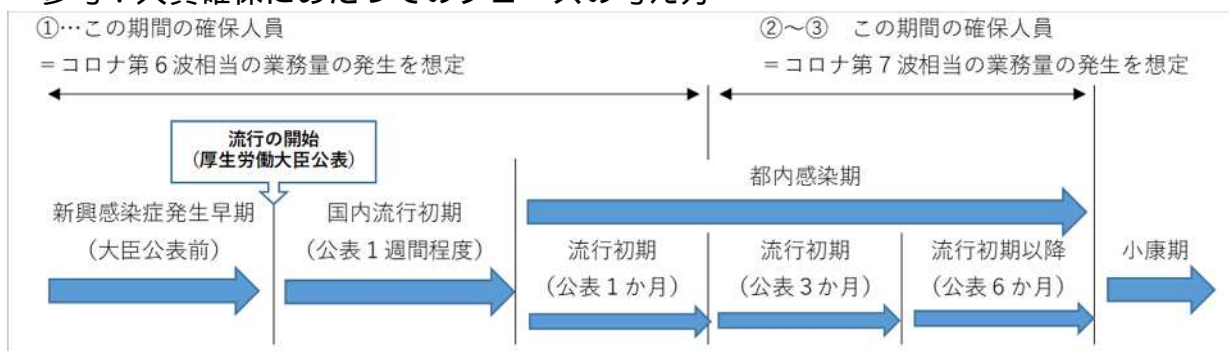 ①…この期間の確保人員
＝コロナ第６波相当の業務量の発生を想定
②～③　この期間の確保人員
＝コロナ第７波相当の業務量の発生を想定
流行の開始
（厚生労働大臣公表）
都内感染期
新興感染症発生早期
（大臣公表前）
国内流行初期
（公表１週間程度）
流行初期
（公表１か月）
流行初期
（公表３か月）
流行初期以降
（公表６か月）
小康期